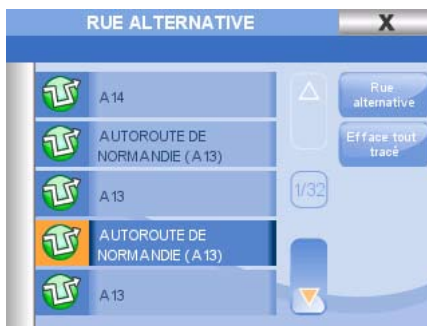 RUE ALTERNATIVE
X
A14
AUTOROUTE DE
NORMANDIE (A13)
A13
AUTOROUTE DE
NORMANDIE (A13)
A13
1/32
Rue
alternative
Efface tout
tracé